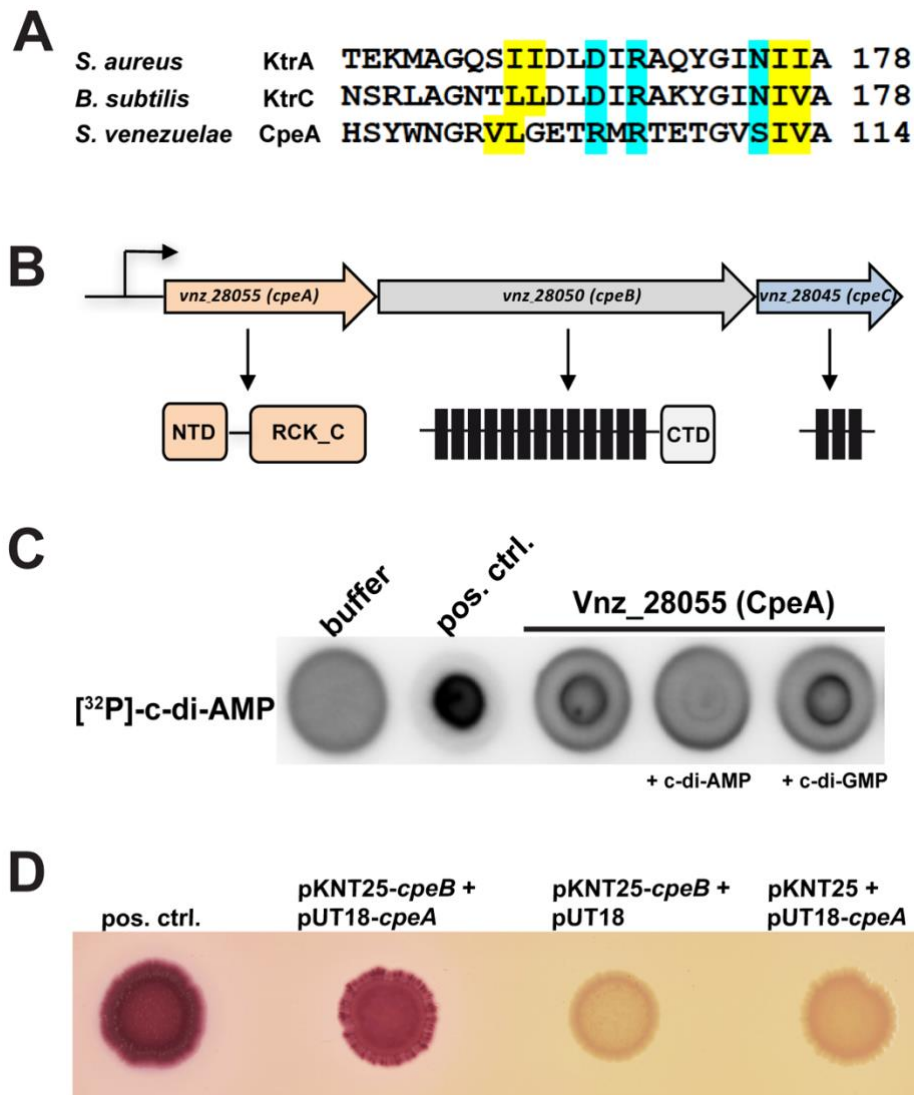 A
S. aureus KtrA TEKMAGQSIIDLDIRAQYGINIIA 178
B. subtilis KtrC NSRLAGNTLLDLDIRAKYGINIVA 178
S. venezuelae CpeA HSYWNGRVLGETRMRTETGVSIVA 114
B
vnz_28055 (cpeA) vnz_28050 (cpeB) vnz_28045 (cpeC)
NTD RCK_C CTD
C
buffer pos. ctrl. Vnz_28055 (CpeA)
[³²P]-c-di-AMP
+ c-di-AMP + c-di-GMP
D
pos. ctrl. pKNT25-cpeB + pKNT25-cpeB + pKNT25 +
pUT18-cpeA pUT18 pUT18-cpeA